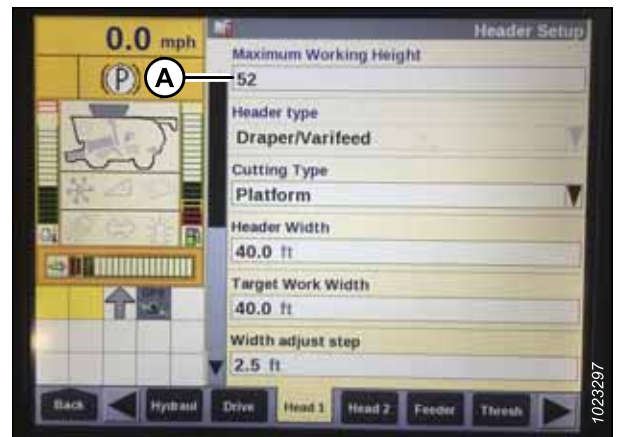 0.0 mph
Header Setup
(P)
A
Maximum Working Height
52
Header type
Draper/Varifeed
Cutting Type
Platform
Header Width
40.0 ft
Target Work Width
40.0 ft
Width adjust step
2.5 ft
Back
Hydraul
Drive
Head 1
Head 2
Feeder
Thresh
1023297